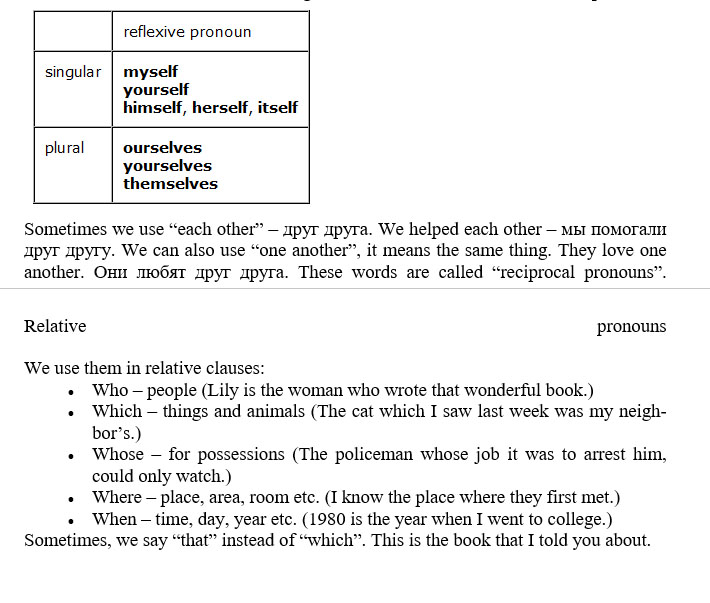 reflexive pronoun
singular
myself
yourself
himself, herself, itself
plural
ourselves
yourselves
themselves
Sometimes we use “each other” – друг друга. We helped each other – мы помогали
друг другу. We can also use “one another”, it means the same thing. They love one
another. Они любят друг друга. These words are called “reciprocal pronouns”.
Relative pronouns
We use them in relative clauses:
• Who – people (Lily is the woman who wrote that wonderful book.)
• Which – things and animals (The cat which I saw last week was my neigh-
bor’s.)
• Whose – for possessions (The policeman whose job it was to arrest him,
could only watch.)
• Where – place, area, room etc. (I know the place where they first met.)
• When – time, day, year etc. (1980 is the year when I went to college.)
Sometimes, we say “that” instead of “which”. This is the book that I told you about.